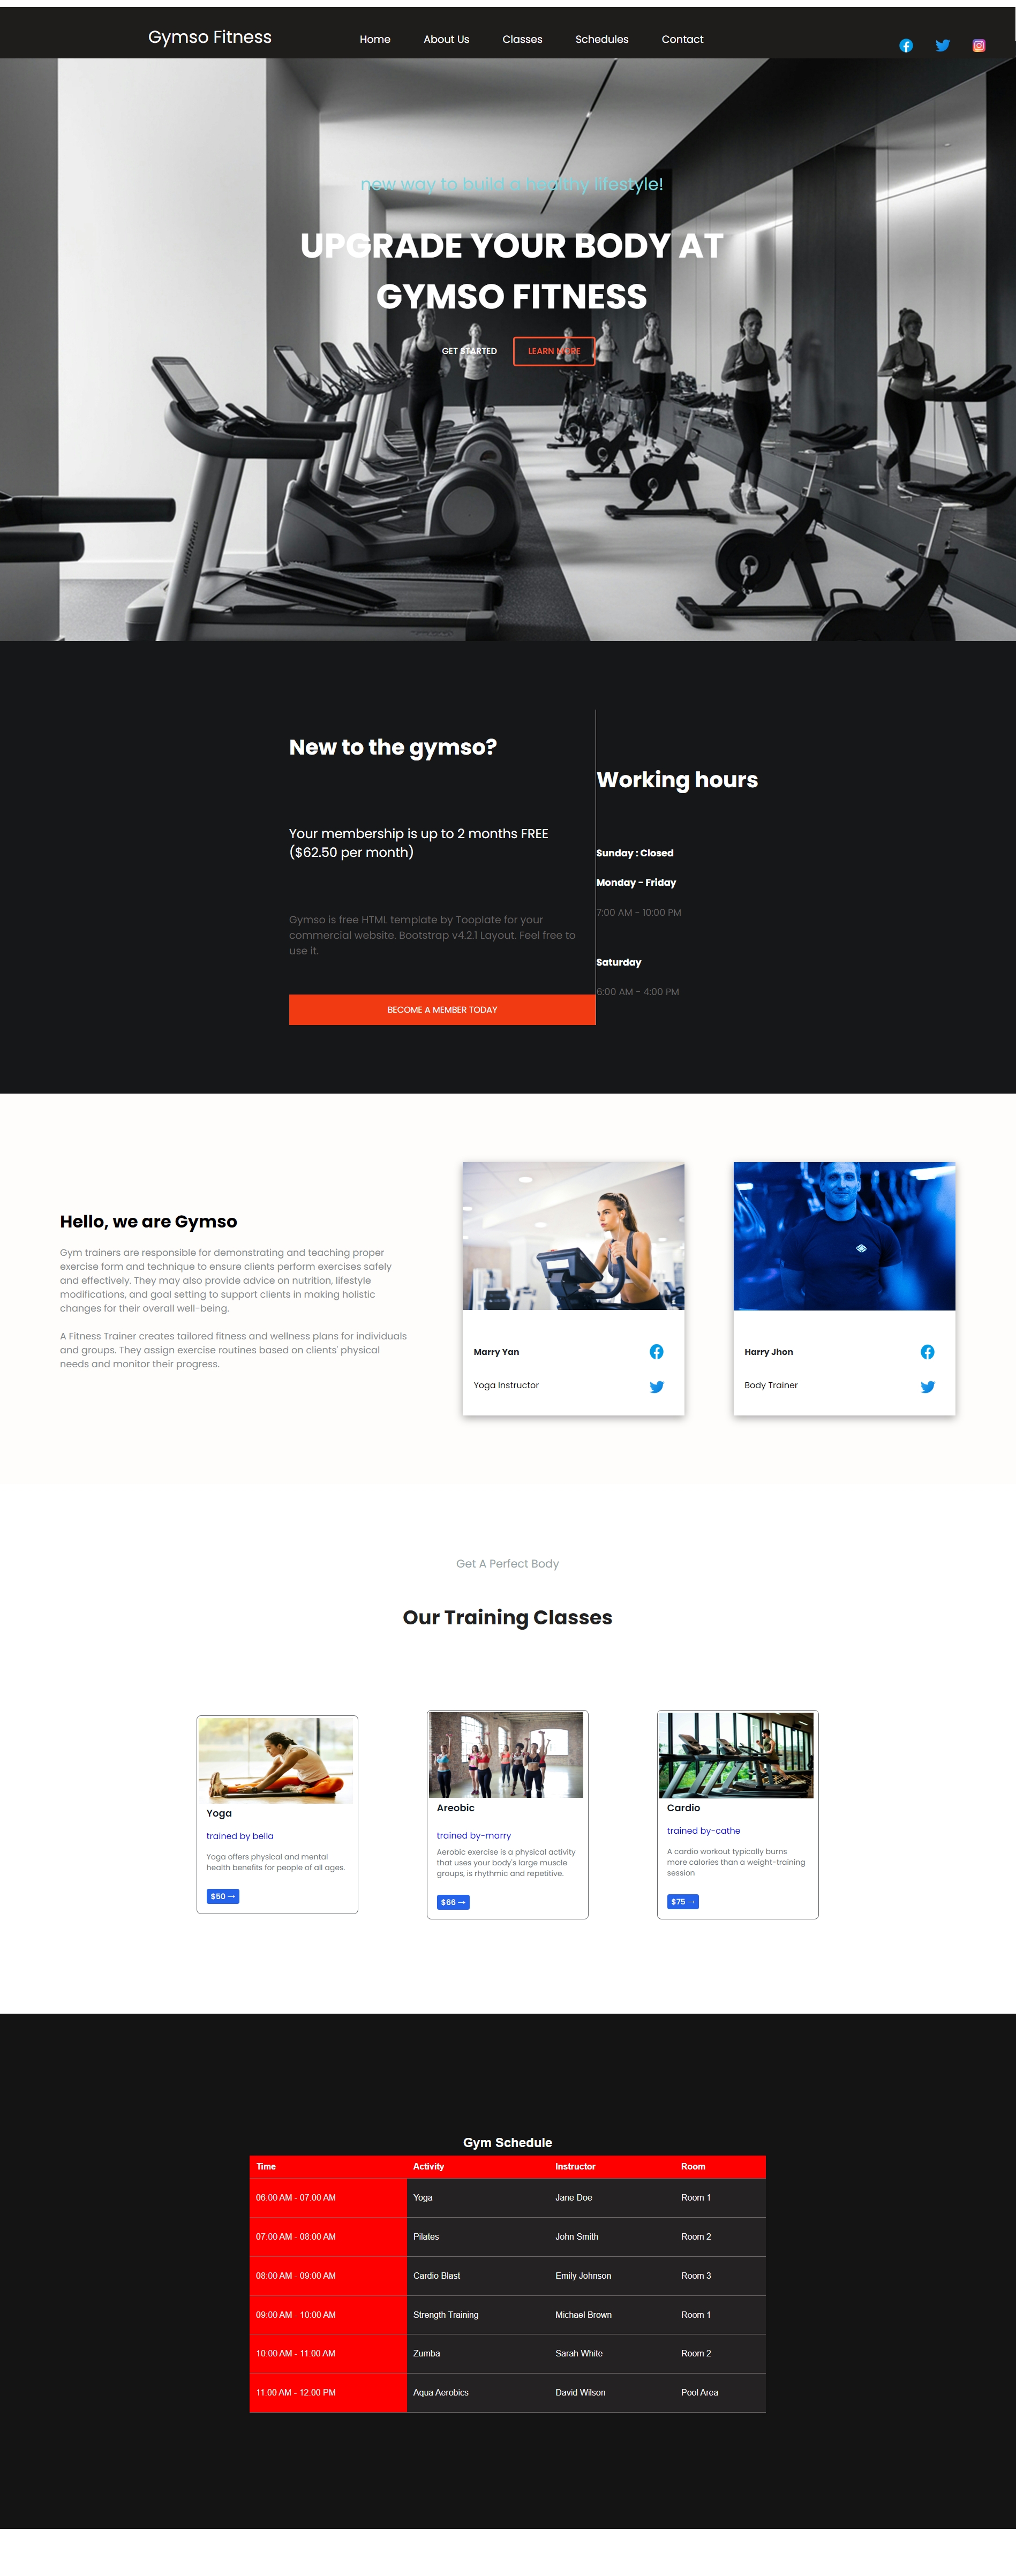 Gymso Fitness
Home About Us Classes Schedules Contact
new way to build a healthy lifestyle!
UPGRADE YOUR BODY AT
GYMSO FITNESS
GET STARTED LEARN MORE
New to the gymso?
Your membership is up to 2 months FREE
($62.50 per month)
Gymso is free HTML template by Tooplate for your
commercial website. Bootstrap v4.2.1 Layout. Feel free to
use it.
BECOME A MEMBER TODAY
Working hours
Sunday : Closed
Monday - Friday
7:00 AM - 10:00 PM
Saturday
6:00 AM - 4:00 PM
Hello, we are Gymso
Gym trainers are responsible for demonstrating and teaching proper
exercise form and technique to ensure clients perform exercises safely
and effectively. They may also provide advice on nutrition, lifestyle
modifications, and goal setting to support clients in making holistic
changes for their overall well-being.
A Fitness Trainer creates tailored fitness and wellness plans for individuals
and groups. They assign exercise routines based on clients' physical
needs and monitor their progress.
Marry Yan
Yoga Instructor
Harry Jhon
Body Trainer
Get A Perfect Body
Our Training Classes
Yoga
trained by bella
Yoga offers physical and mental
health benefits for people of all ages.
$50 →
Areobic
trained by-marry
Aerobic exercise is a physical activity
that uses your body's large muscle
groups, is rhythmic and repetitive.
$66 →
Cardio
trained by-cathe
A cardio workout typically burns
more calories than a weight-training
session
$75 →
Gym Schedule
Time Activity Instructor Room
06:00 AM - 07:00 AM Yoga Jane Doe Room 1
07:00 AM - 08:00 AM Pilates John Smith Room 2
08:00 AM - 09:00 AM Cardio Blast Emily Johnson Room 3
09:00 AM - 10:00 AM Strength Training Michael Brown Room 1
10:00 AM - 11:00 AM Zumba Sarah White Room 2
11:00 AM - 12:00 PM Aqua Aerobics David Wilson Pool Area